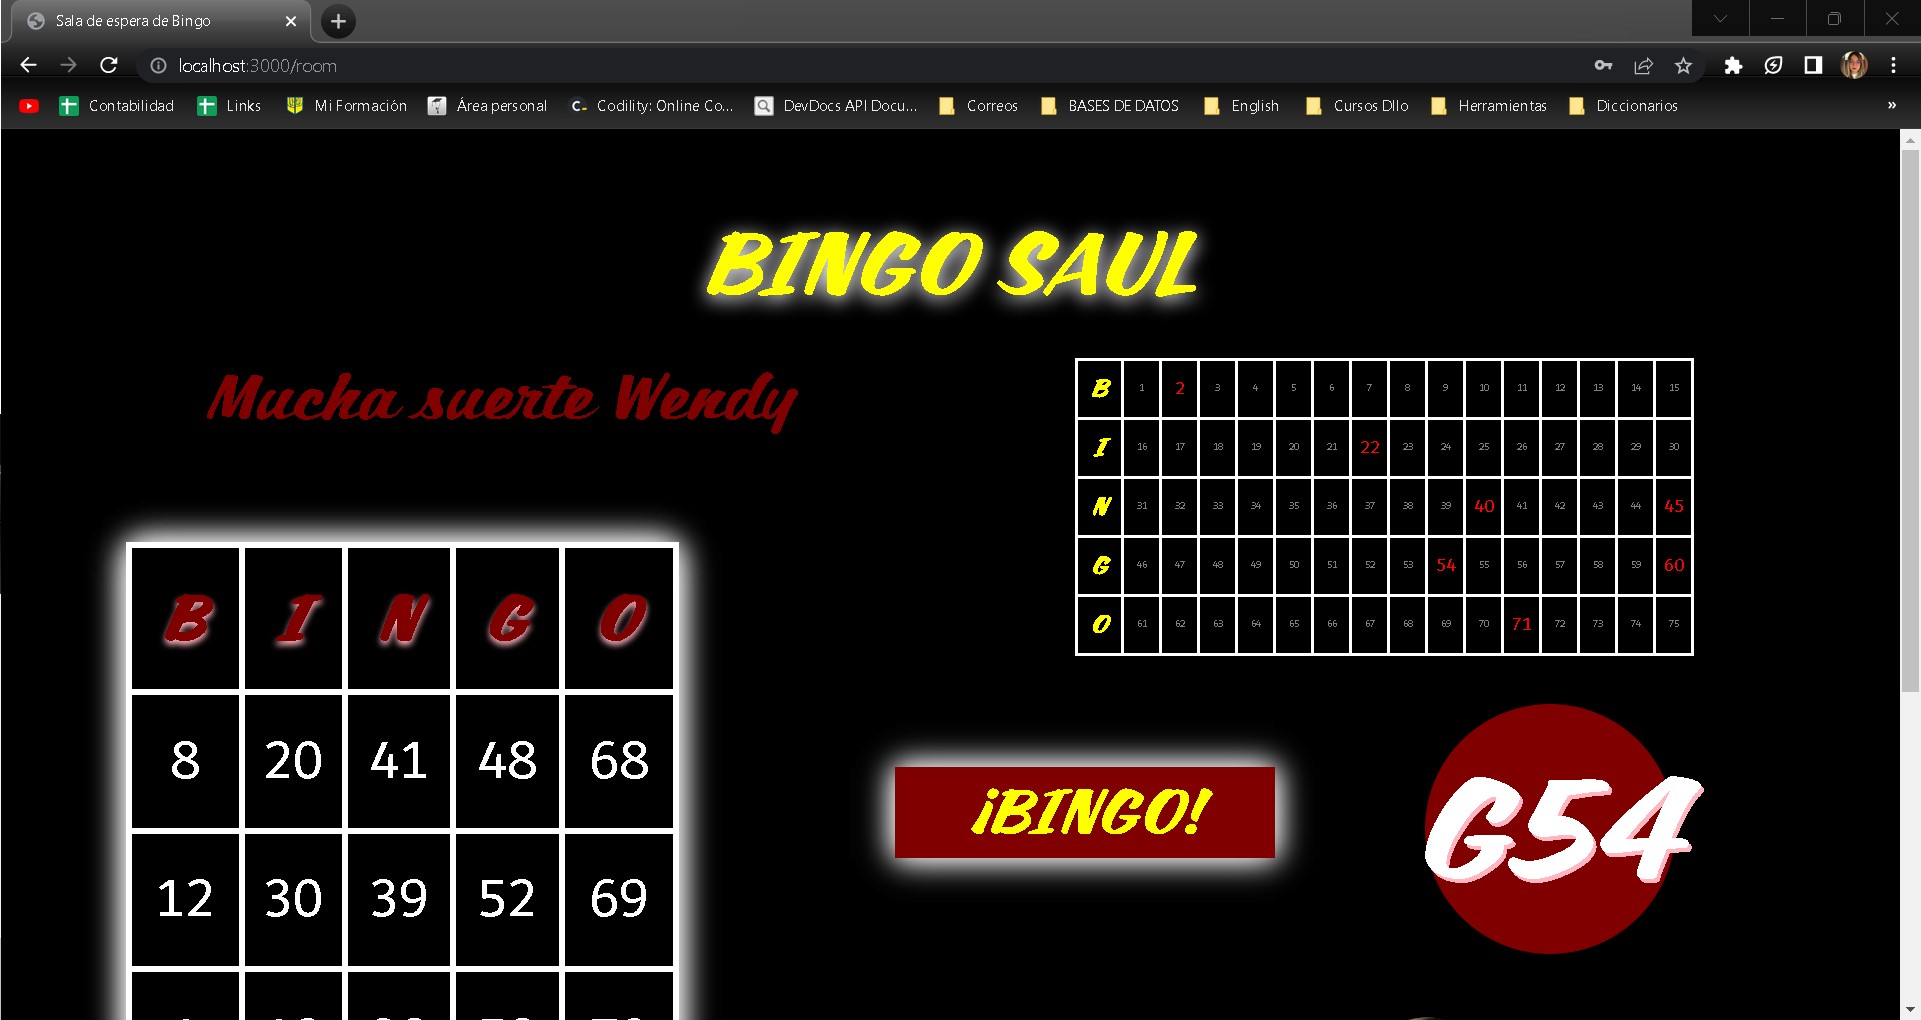 Sala de espera de Bingo
localhost:3000/room
Contabilidad Links Mi Formación Área personal Codility: Online Co... DevDocs API Docu... Correos BASES DE DATOS English Cursos Dllo Herramientas Diccionarios »
BINGO SAUL
Mucha suerte Wendy
B 1 2 3 4 5 6 7 8 9 10 11 12 13 14 15
I 16 17 18 19 20 21 22 23 24 25 26 27 28 29 30
N 31 32 33 34 35 36 37 38 39 40 41 42 43 44 45
G 46 47 48 49 50 51 52 53 54 55 56 57 58 59 60
O 61 62 63 64 65 66 67 68 69 70 71 72 73 74 75
B I N G O
8 20 41 48 68
12 30 39 52 69
¡BINGO!
G54